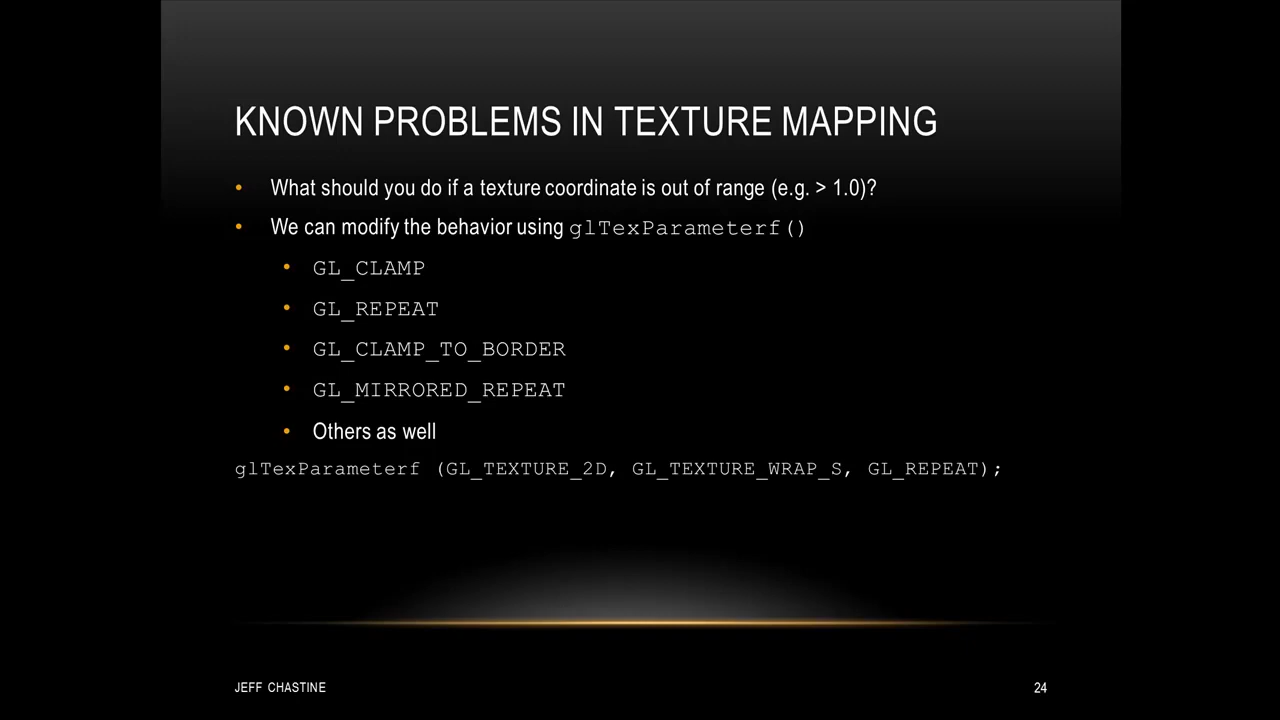 KNOWN PROBLEMS IN TEXTURE MAPPING
• What should you do if a texture coordinate is out of range (e.g. > 1.0)?
• We can modify the behavior using glTexParameterf()
• GL_CLAMP
• GL_REPEAT
• GL_CLAMP_TO_BORDER
• GL_MIRRORED_REPEAT
• Others as well
glTexParameterf (GL_TEXTURE_2D, GL_TEXTURE_WRAP_S, GL_REPEAT);
JEFF CHASTINE
24